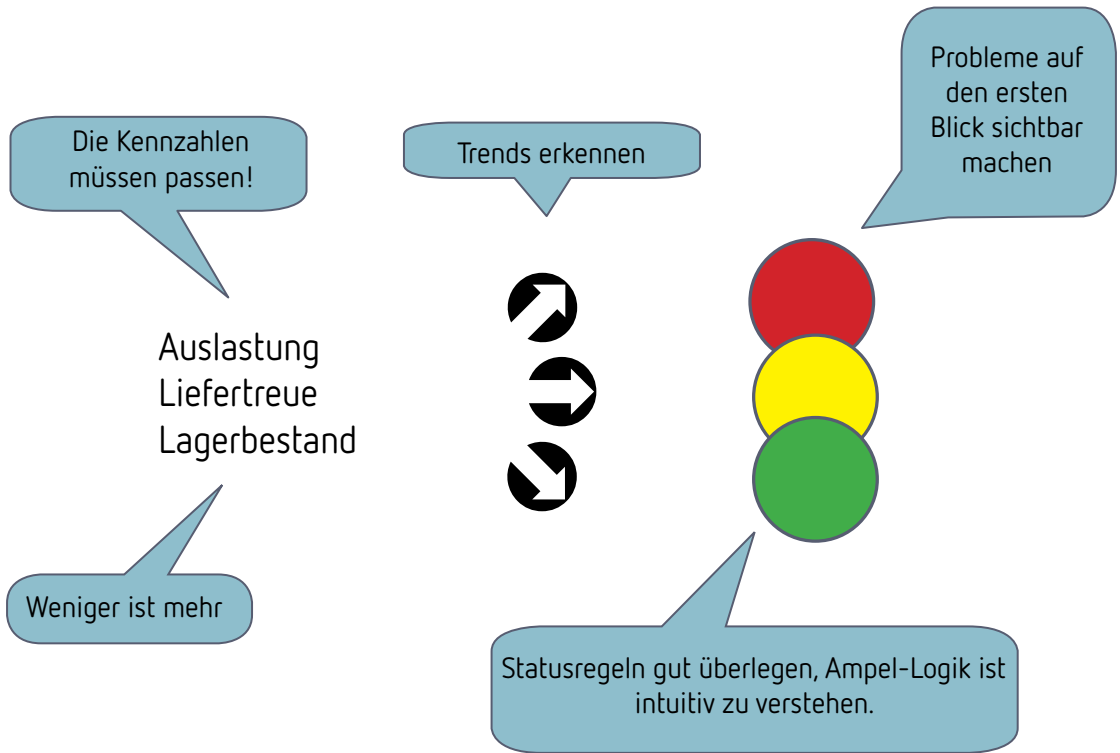 Die Kennzahlen
müssen passen!
Trends erkennen
Probleme auf
den ersten
Blick sichtbar
machen
Auslastung
Liefertreue
Lagerbestand
Weniger ist mehr
Statusregeln gut überlegen, Ampel-Logik ist
intuitiv zu verstehen.